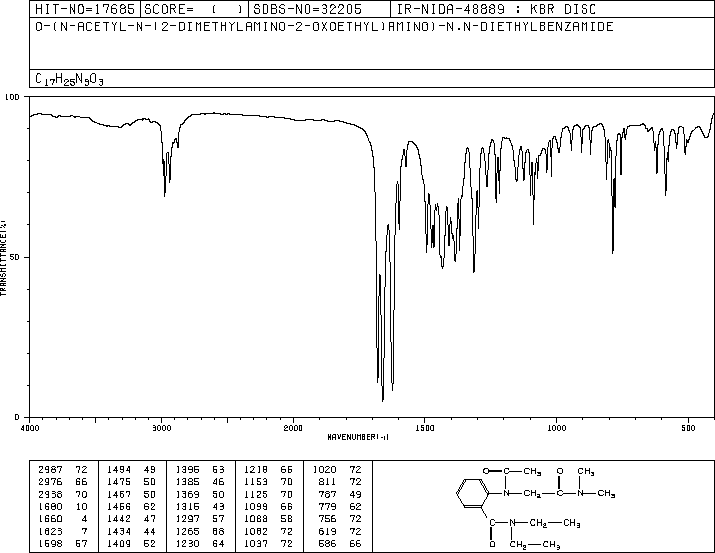 HIT-NO=17685 SCORE= ( ) SDBS-NO=32205 IR-NIDA-48889 : KBR DISC
O-(N-ACETYL-N-(2-DIMETHYLAMINO-2-OXOETHYL)AMINO)-N,N-DIETHYLBENZAMIDE
C17H25N3O3
100
TRANSMITTANCE(%)
50
0
4000 3000 2000 1500 1000 500
WAVENUMBER(-1)
2987 72 1494 49 1396 53 1218 66 1020 72
2976 66 1475 50 1385 46 1153 70 811 72
2938 70 1467 50 1369 50 1125 70 787 49
1680 10 1456 62 1315 43 1099 66 779 62
1660 4 1442 47 1297 57 1088 58 756 72
1623 7 1434 44 1265 68 1082 72 619 72
1598 57 1409 52 1230 64 1037 72 586 66
O C CH3 O CH3
N CH2 C N CH3
C N CH2 CH3
O CH2 CH3